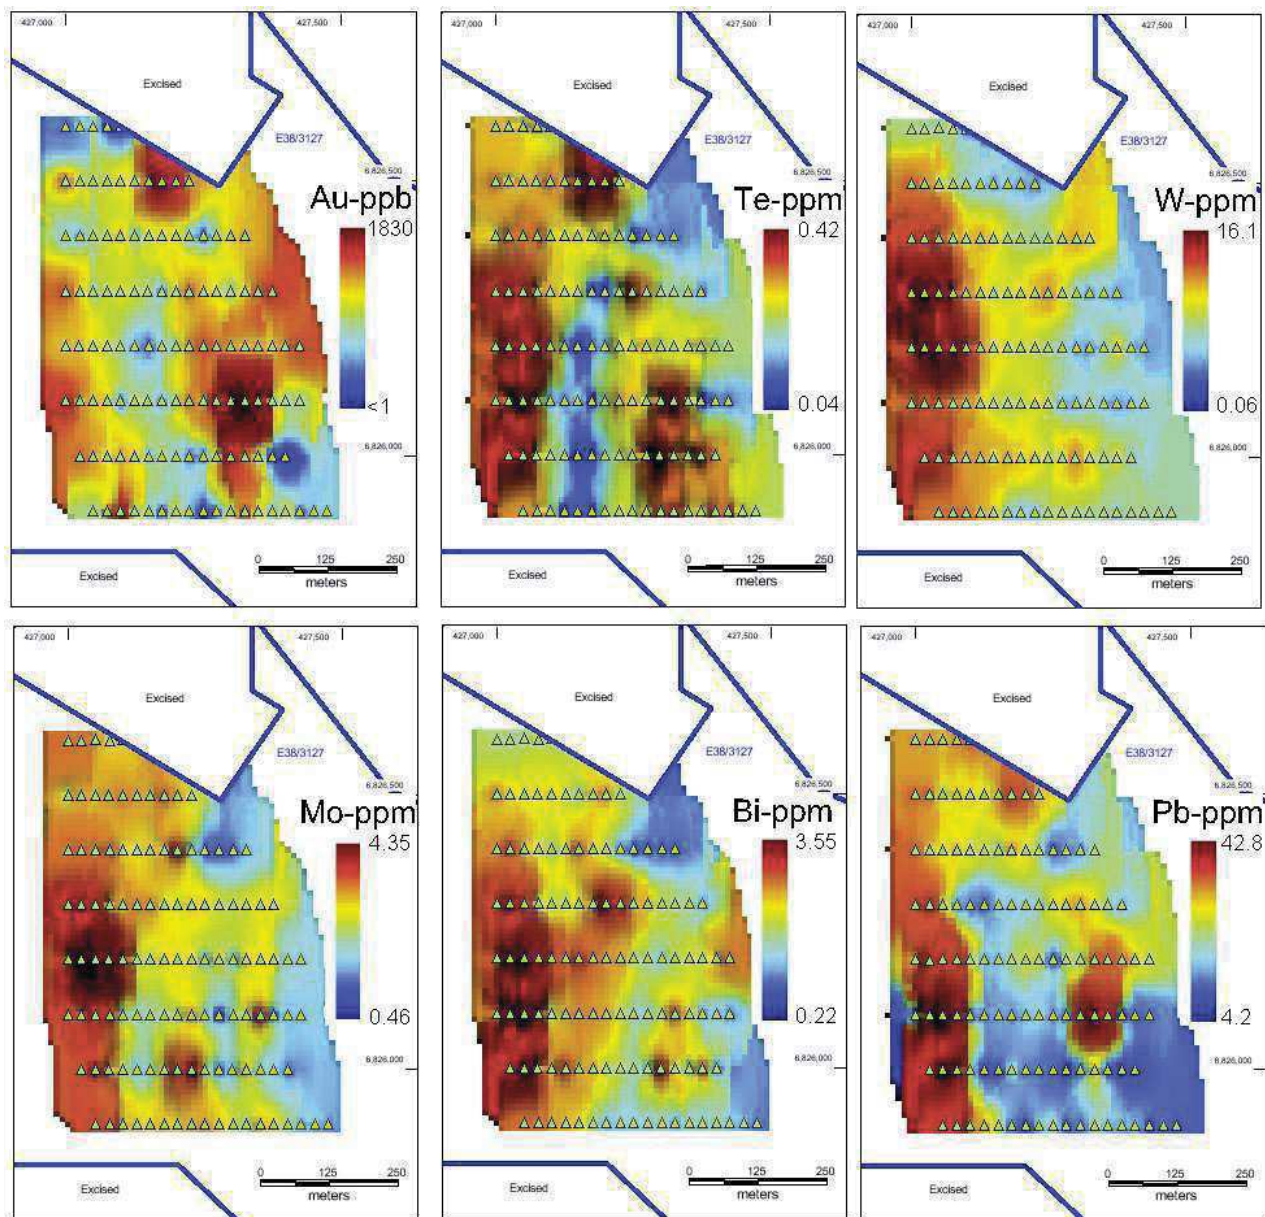 427,000
427,500
Excised
E38/3127
6,826,500
Au-ppb
1830
<1
6,826,000
0 125 250
meters
Excised
427,000
427,500
Excised
E38/3127
6,826,500
Te-ppm
0.42
0.04
6,826,000
0 125 250
meters
Excised
427,000
427,500
Excised
E38/3127
6,826,500
W-ppm
16.1
0.06
6,826,000
0 125 250
meters
Excised
427,000
427,500
Excised
E38/3127
6,826,500
Mo-ppm
4.35
0.46
6,826,000
0 125 250
meters
Excised
427,000
427,500
Excised
E38/3127
6,826,500
Bi-ppm
3.55
0.22
6,826,000
0 125 250
meters
Excised
427,000
427,500
Excised
E38/3127
6,826,500
Pb-ppm
42.8
4.2
6,826,000
0 125 250
meters
Excised